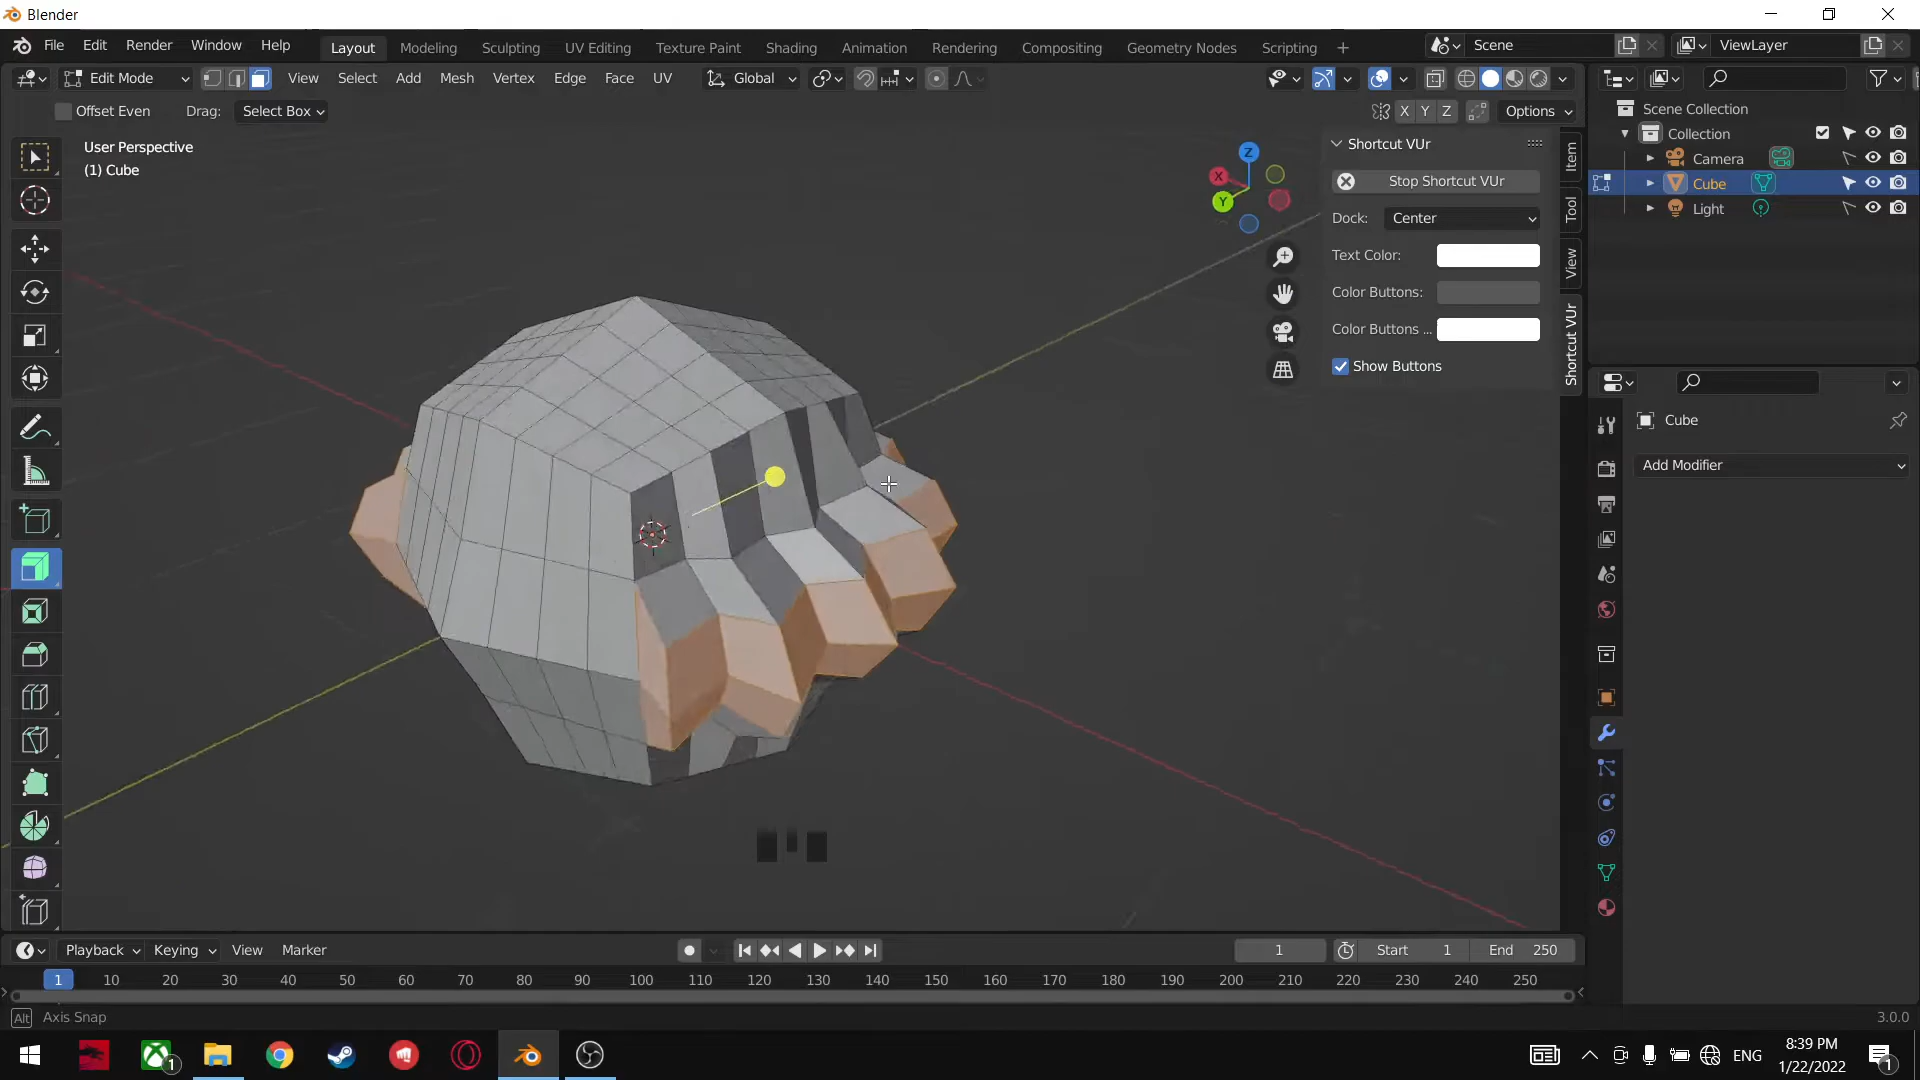 Blender
File Edit Render Window Help Layout Modeling Sculpting UV Editing Texture Paint Shading Animation Rendering Compositing Geometry Nodes Scripting + Scene ViewLayer
Edit Mode View Select Add Mesh Vertex Edge Face UV Global
Offset Even Drag: Select Box X Y Z Options
User Perspective
(1) Cube
Z
X
Y
Shortcut VUr
Stop Shortcut VUr
Dock: Center
Text Color:
Color Buttons:
Color Buttons ...
Show Buttons
Item
Tool
View
Shortcut VUr
Scene Collection
Collection
Camera
Cube
Light
Cube
Add Modifier
Playback Keying View Marker 1 Start 1 End 250
1 10 20 30 40 50 60 70 80 90 100 110 120 130 140 150 160 170 180 190 200 210 220 230 240 250
Alt Axis Snap 3.0.0
1 ENG 8:39 PM
1/22/2022 1